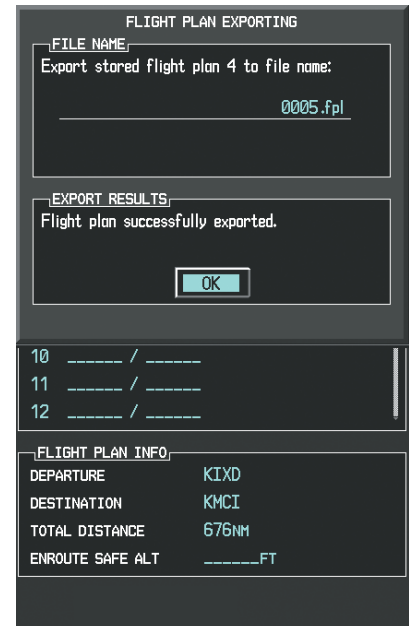 FLIGHT PLAN EXPORTING
FILE NAME
Export stored flight plan 4 to file name:
0005.fpl
EXPORT RESULTS
Flight plan successfully exported.
OK
10 ______ / ______
11 ______ / ______
12 ______ / ______
FLIGHT PLAN INFO
DEPARTURE KIXD
DESTINATION KMCI
TOTAL DISTANCE 676NM
ENROUTE SAFE ALT ______FT